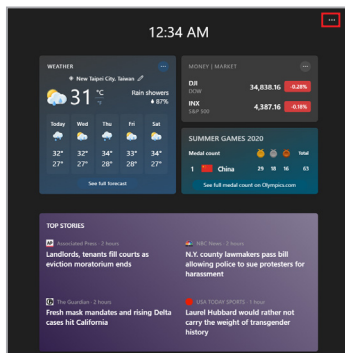 12:34 AM
WEATHER
New Taipei City, Taiwan
31 °C
°F
Rain showers
87%
Today Wed Thu Fri Sat
32° 32° 34° 33° 34°
27° 27° 28° 28° 27°
See full forecast
MONEY | MARKET
DJI
DOW
34,838.16 -0.28%
INX
S&P 500
4,387.16 -0.18%
SUMMER GAMES 2020
Medal count Total
1 China 29 18 16 63
See full medal count on Olympics.com
TOP STORIES
AP Associated Press · 2 hours
Landlords, tenants fill courts as
eviction moratorium ends
NBC News · 2 hours
N.Y. county lawmakers pass bill
allowing police to sue protesters for
harassment
The Guardian · 2 hours
Fresh mask mandates and rising Delta
cases hit California
USA TODAY SPORTS · 1 hour
Laurel Hubbard would rather not
carry the weight of transgender
history